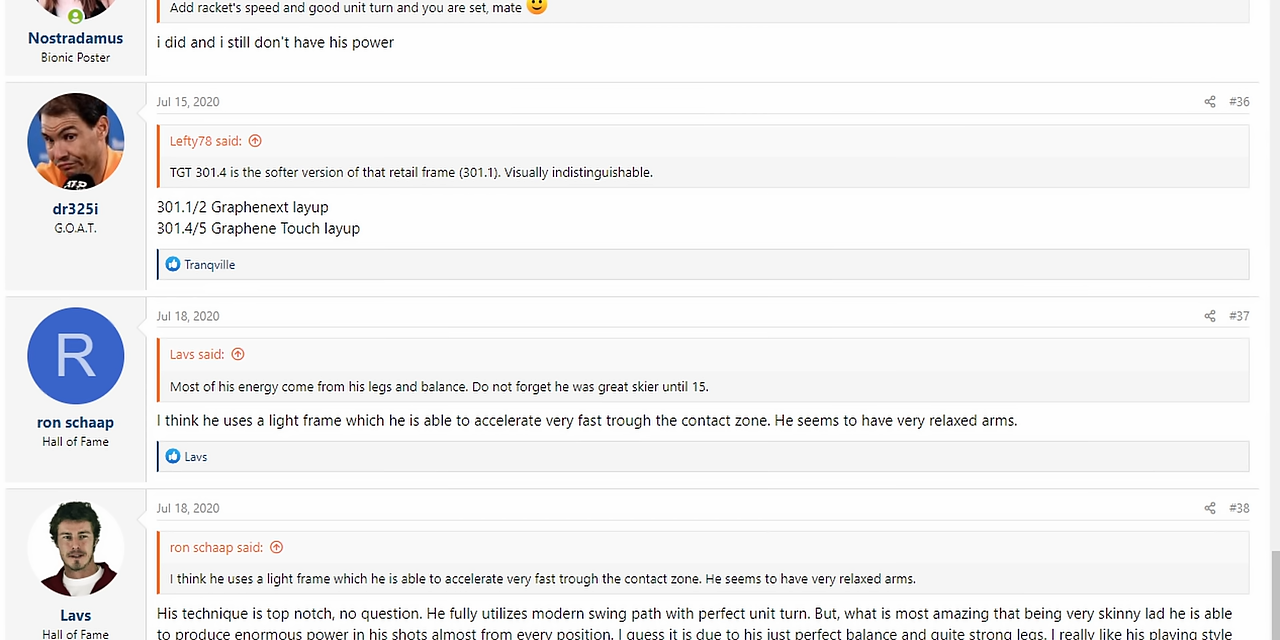 Add racket's speed and good unit turn and you are set, mate
Nostradamus
Bionic Poster
i did and i still don't have his power
Jul 15, 2020
#36
Lefty78 said:
TGT 301.4 is the softer version of that retail frame (301.1). Visually indistinguishable.
ATP
dr325i
G.O.A.T.
301.1/2 Graphenext layup
301.4/5 Graphene Touch layup
Tranqville
Jul 18, 2020
#37
R
Lavs said:
Most of his energy come from his legs and balance. Do not forget he was great skier until 15.
ron schaap
Hall of Fame
I think he uses a light frame which he is able to accelerate very fast trough the contact zone. He seems to have very relaxed arms.
Lavs
Jul 18, 2020
#38
ron schaap said:
I think he uses a light frame which he is able to accelerate very fast trough the contact zone. He seems to have very relaxed arms.
Lavs
Hall of Fame
His technique is top notch, no question. He fully utilizes modern swing path with perfect unit turn. But, what is most amazing that being very skinny lad he is able
to produce enormous power in his shots almost from every position. I guess it is due to his just perfect balance and quite strong legs. I really like his playing style